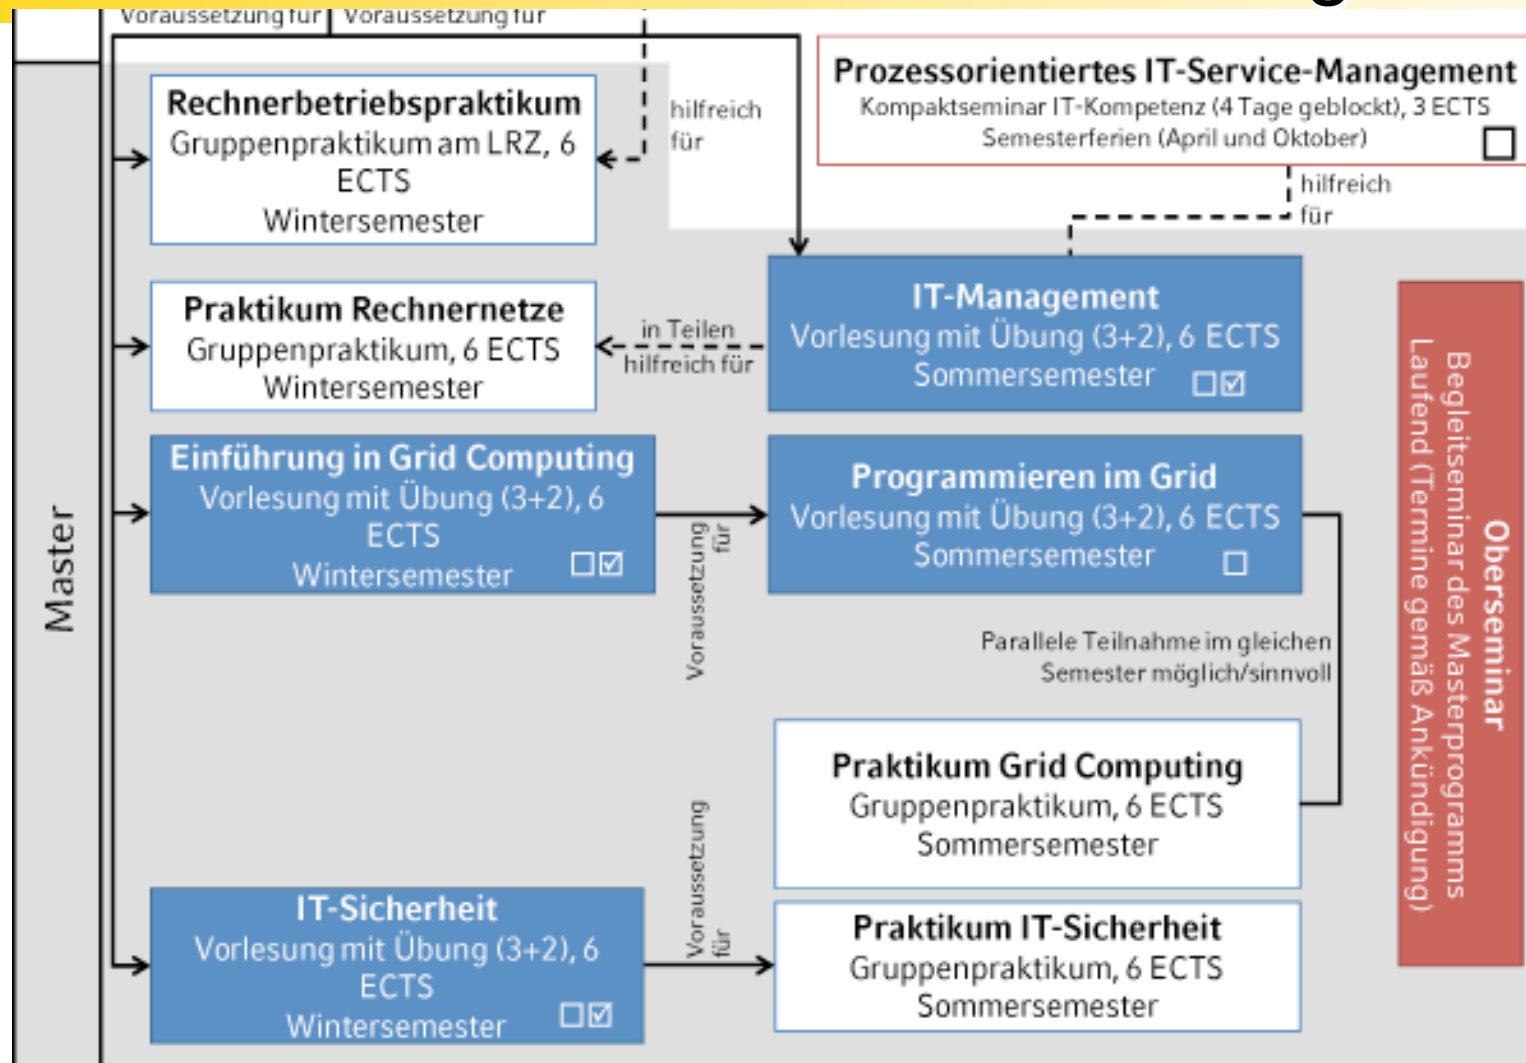 Voraussetzung für
Voraussetzung für
Prozessorientiertes IT-Service-Management
Kompaktseminar IT-Kompetenz (4 Tage geblockt), 3 ECTS
Semesterferien (April und Oktober)
Rechnerbetriebspraktikum
Gruppenpraktikum am LRZ, 6
ECTS
Wintersemester
hilfreich
für
hilfreich
für
Praktikum Rechnernetze
Gruppenpraktikum, 6 ECTS
Wintersemester
in Teilen
hilfreich für
IT-Management
Vorlesung mit Übung (3+2), 6 ECTS
Sommersemester
Einführung in Grid Computing
Vorlesung mit Übung (3+2), 6
ECTS
Wintersemester
Voraussetzung
für
Programmieren im Grid
Vorlesung mit Übung (3+2), 6 ECTS
Sommersemester
Master
Parallele Teilnahme im gleichen
Semester möglich/sinnvoll
Oberseminar
Begleitseminar des Masterprogramms
Laufend (Termine gemäß Ankündigung)
Praktikum Grid Computing
Gruppenpraktikum, 6 ECTS
Sommersemester
IT-Sicherheit
Vorlesung mit Übung (3+2), 6
ECTS
Wintersemester
Voraussetzung
für
Praktikum IT-Sicherheit
Gruppenpraktikum, 6 ECTS
Sommersemester